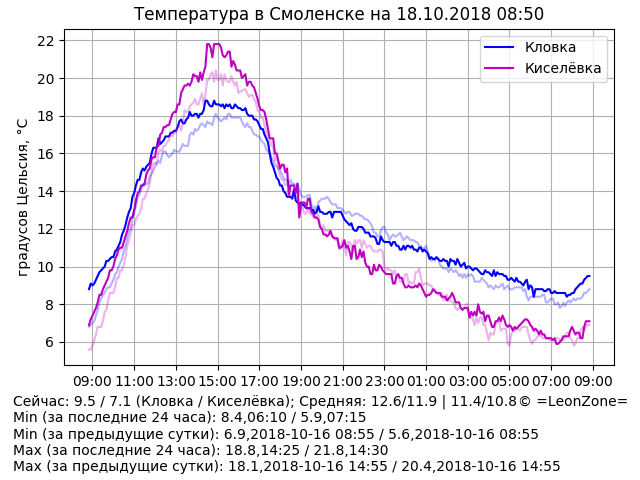 Температура в Смоленске на 18.10.2018 08:50
Кловка
Киселёвка
градусов Цельсия, °C
22
20
18
16
14
12
10
8
6
09:00 11:00 13:00 15:00 17:00 19:00 21:00 23:00 01:00 03:00 05:00 07:00 09:00
Сейчас: 9.5 / 7.1 (Кловка / Киселёвка); Средняя: 12.6/11.9 | 11.4/10.8© =LeonZone=
Min (за последние 24 часа): 8.4,06:10 / 5.9,07:15
Min (за предыдущие сутки): 6.9,2018-10-16 08:55 / 5.6,2018-10-16 08:55
Max (за последние 24 часа): 18.8,14:25 / 21.8,14:30
Max (за предыдущие сутки): 18.1,2018-10-16 14:55 / 20.4,2018-10-16 14:55